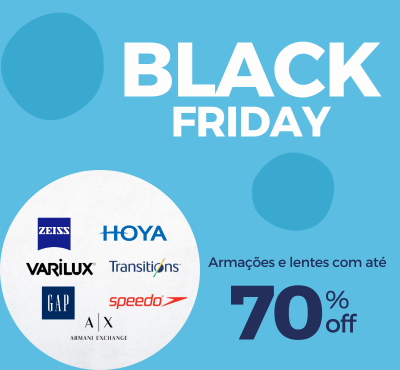 BLACK
FRIDAY
ZEISS
HOYA
VARILUX
Transitions
GAP
speedo
A|X
ARMANI EXCHANGE
Armações e lentes com até
70% off